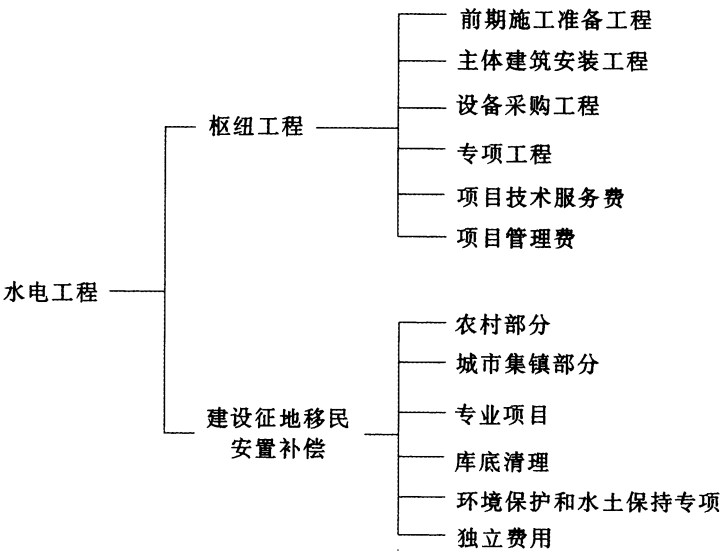 前期施工准备工程
主体建筑安装工程
设备采购工程
枢纽工程
专项工程
项目技术服务费
项目管理费
水电工程
农村部分
城市集镇部分
建设征地移民
安置补偿
专业项目
库底清理
环境保护和水土保持专项
独立费用